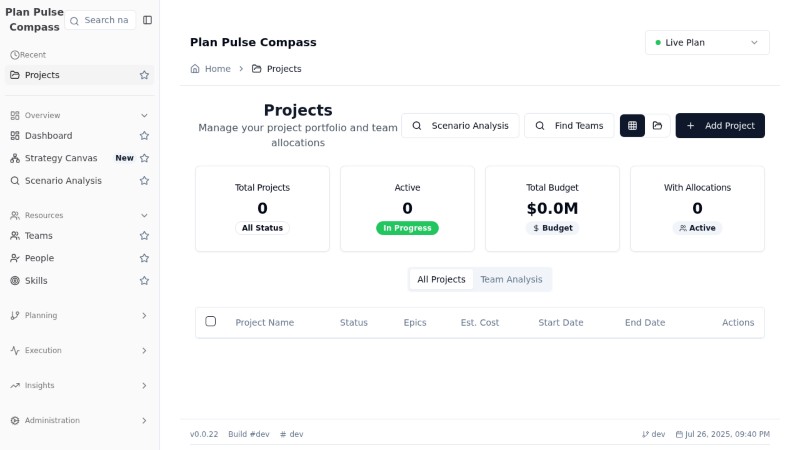 Plan Pulse
Compass
Search na
Recent
Projects
Overview
Dashboard
Strategy Canvas New
Scenario Analysis
Resources
Teams
People
Skills
Planning
Execution
Insights
Administration
Plan Pulse Compass
Live Plan
Home > Projects
Projects
Manage your project portfolio and team
allocations
Scenario Analysis
Find Teams
Add Project
Total Projects
0
All Status
Active
0
In Progress
Total Budget
$0.0M
$ Budget
With Allocations
0
Active
All Projects Team Analysis
Project Name Status Epics Est. Cost Start Date End Date Actions
v0.0.22 Build #dev # dev dev Jul 26, 2025, 09:40 PM